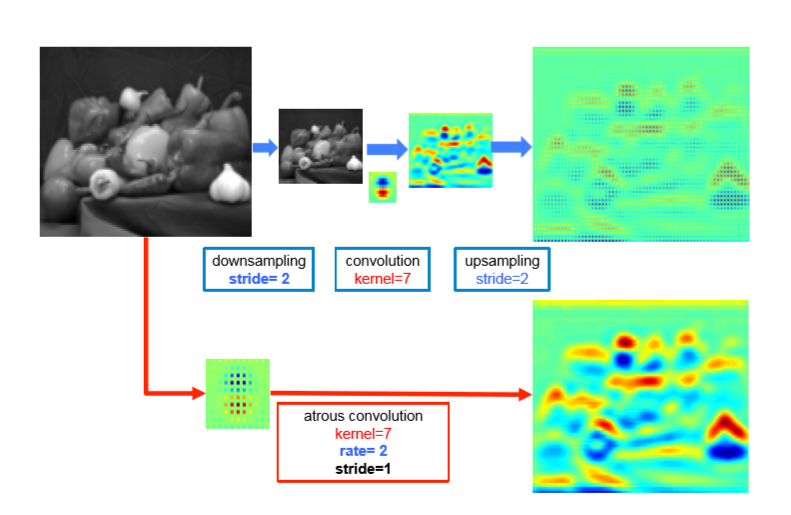 downsampling
stride= 2
convolution
kernel=7
upsampling
stride=2
atrous convolution
kernel=7
rate= 2
stride=1